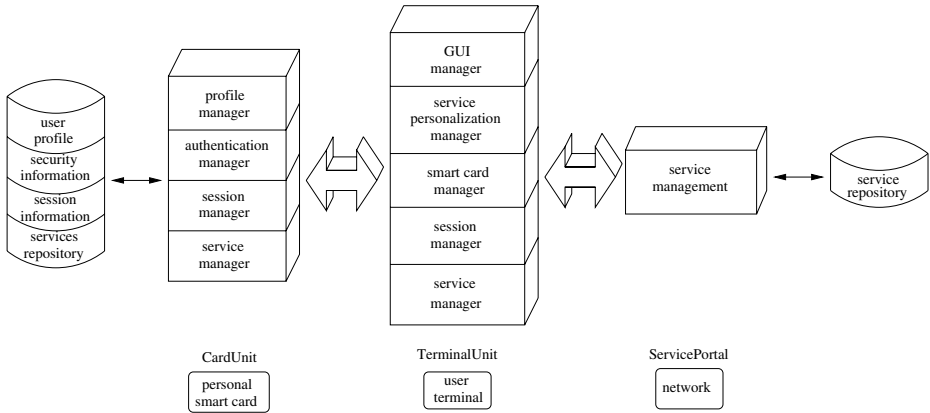 user
profile
security
information
session
information
services
repository
profile
manager
authentication
manager
session
manager
service
manager
GUI
manager
service
personalization
manager
smart card
manager
session
manager
service
manager
service
management
service
repository
CardUnit
personal
smart card
TerminalUnit
user
terminal
ServicePortal
network